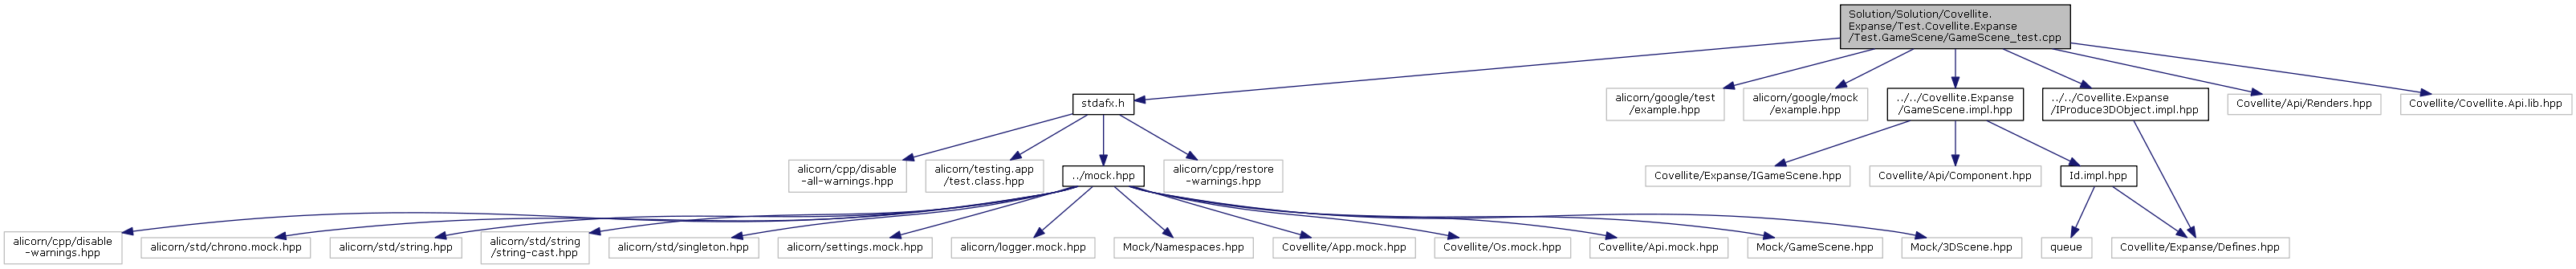 Solution/Solution/Covellite.
Expanse/Test.Covellite.Expanse
/Test.GameScene/GameScene_test.cpp
stdafx.h
alicorn/google/test
/example.hpp
alicorn/google/mock
/example.hpp
../../Covellite.Expanse
/GameScene.impl.hpp
../../Covellite.Expanse
/IProduce3DObject.impl.hpp
Covellite/Api/Renders.hpp
Covellite/Covellite.Api.lib.hpp
alicorn/cpp/disable
-all-warnings.hpp
alicorn/testing.app
/test.class.hpp
../mock.hpp
alicorn/cpp/restore
-warnings.hpp
Covellite/Expanse/IGameScene.hpp
Covellite/Api/Component.hpp
Id.impl.hpp
alicorn/cpp/disable
-warnings.hpp
alicorn/std/chrono.mock.hpp
alicorn/std/string.hpp
alicorn/std/string
/string-cast.hpp
alicorn/std/singleton.hpp
alicorn/settings.mock.hpp
alicorn/logger.mock.hpp
Mock/Namespaces.hpp
Covellite/App.mock.hpp
Covellite/Os.mock.hpp
Covellite/Api.mock.hpp
Mock/GameScene.hpp
Mock/3DScene.hpp
queue
Covellite/Expanse/Defines.hpp